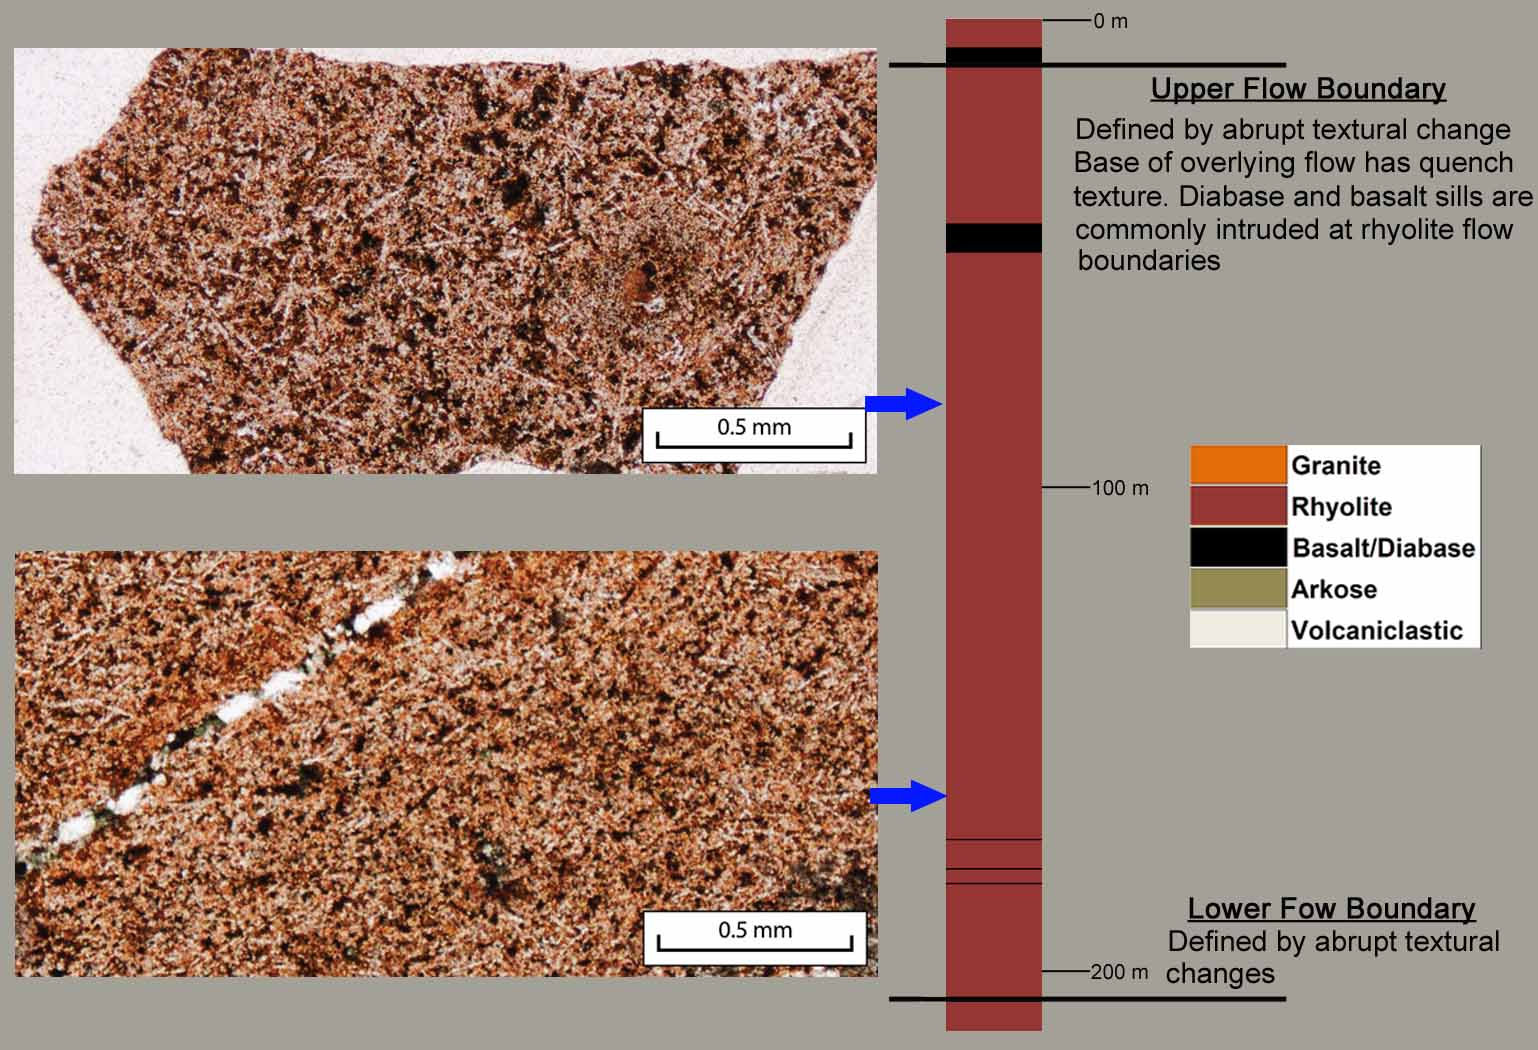 0 m
Upper Flow Boundary
Defined by abrupt textural change
Base of overlying flow has quench
texture. Diabase and basalt sills are
commonly intruded at rhyolite flow
boundaries
0.5 mm
100 m
Granite
Rhyolite
Basalt/Diabase
Arkose
Volcaniclastic
0.5 mm
Lower Fow Boundary
Defined by abrupt textural
200 m
changes